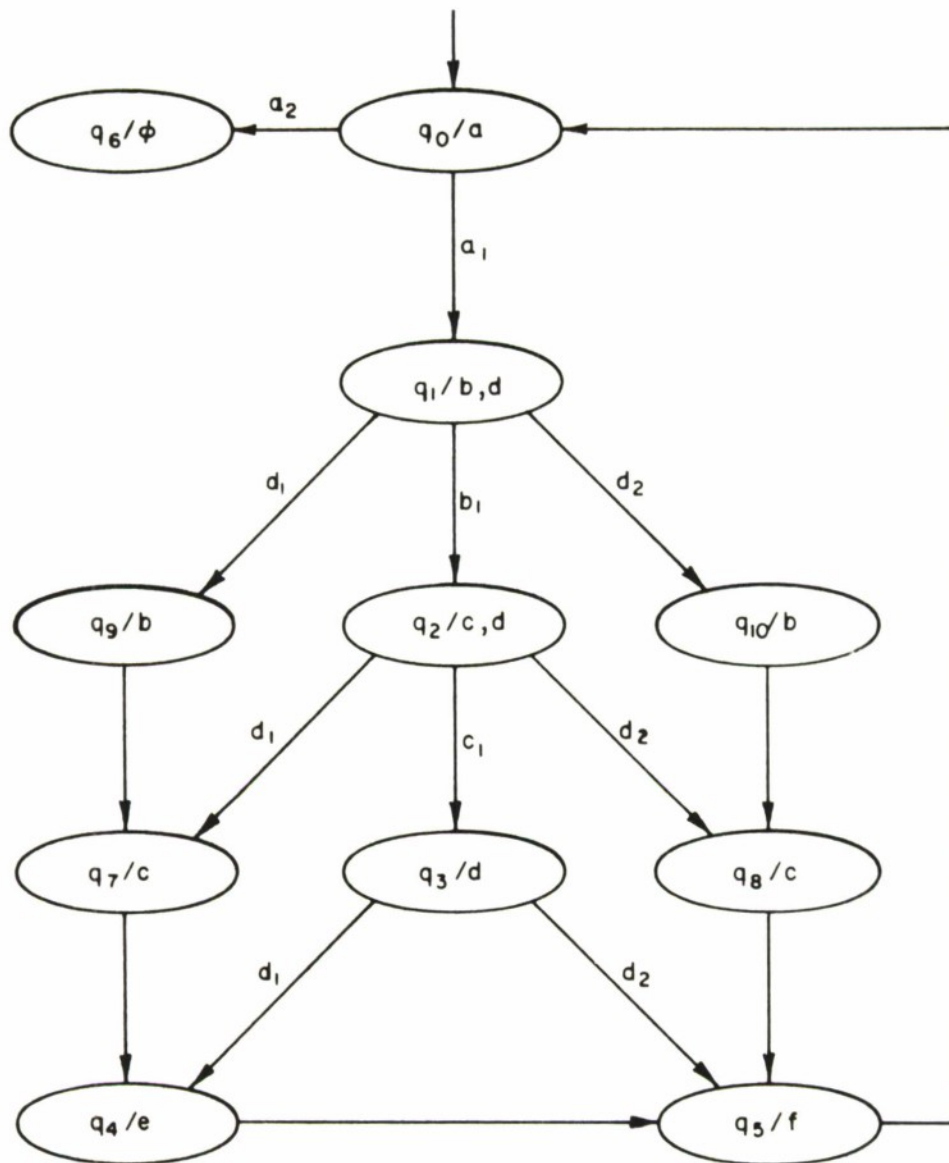 a₂
q₆/ϕ
q₀/a
a₁
q₁/b,d
d₁
b₁
d₂
q₉/b
q₂/c,d
q₁₀/b
d₁
c₁
d₂
q₇/c
q₃/d
q₈/c
d₁
d₂
q₄/e
q₅/f